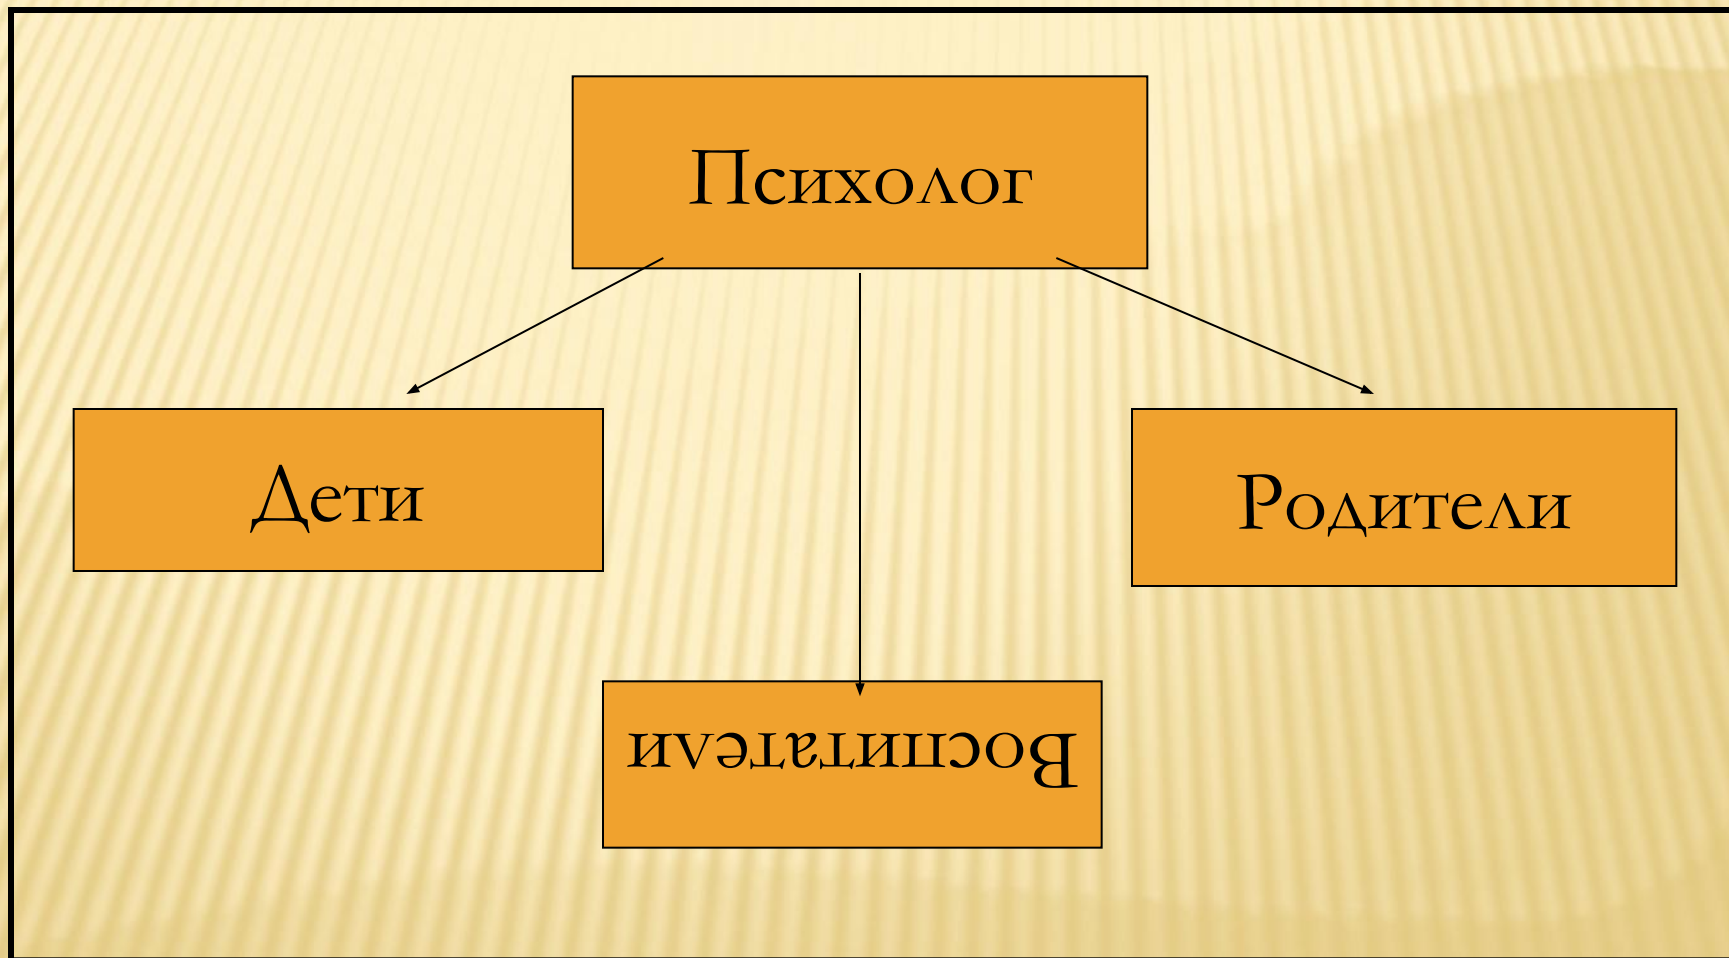 Психолог
Дети
Родители
Воспитатели